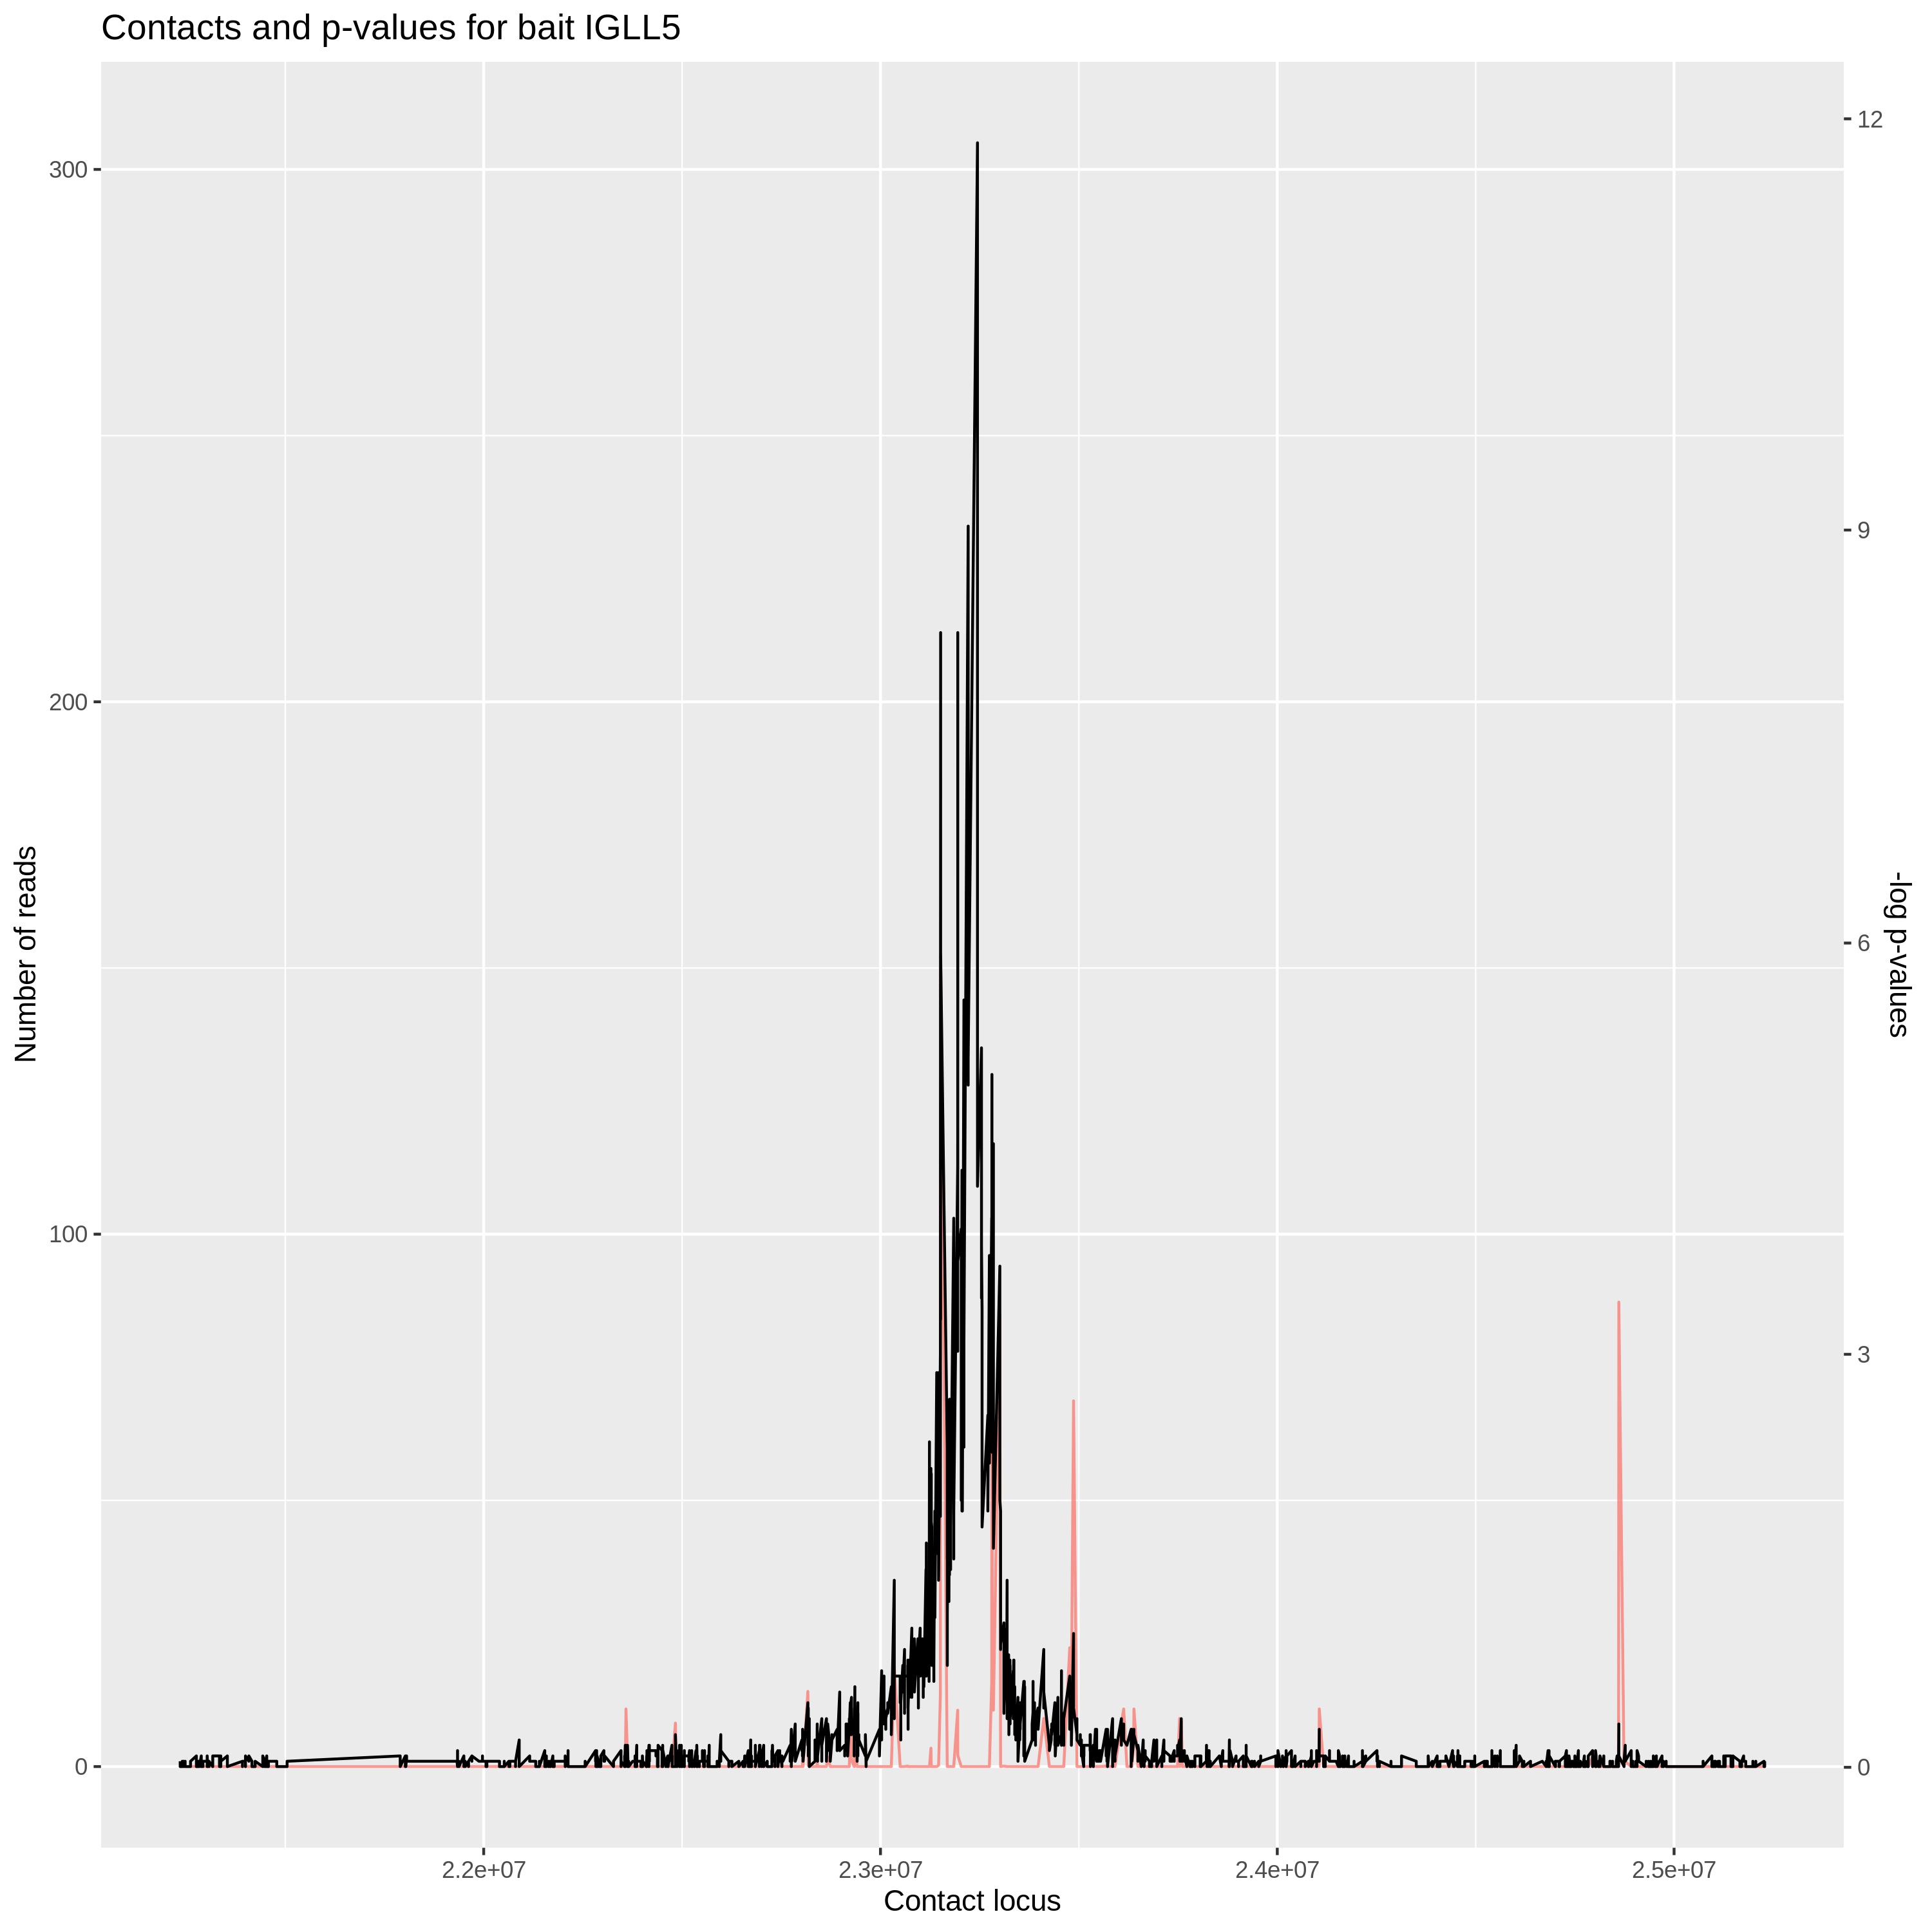 Contacts and p-values for bait IGLL5
300
200
100
0
Number of reads
12
9
6
3
0
-log p-values
2.2e+07
2.3e+07
2.4e+07
2.5e+07
Contact locus